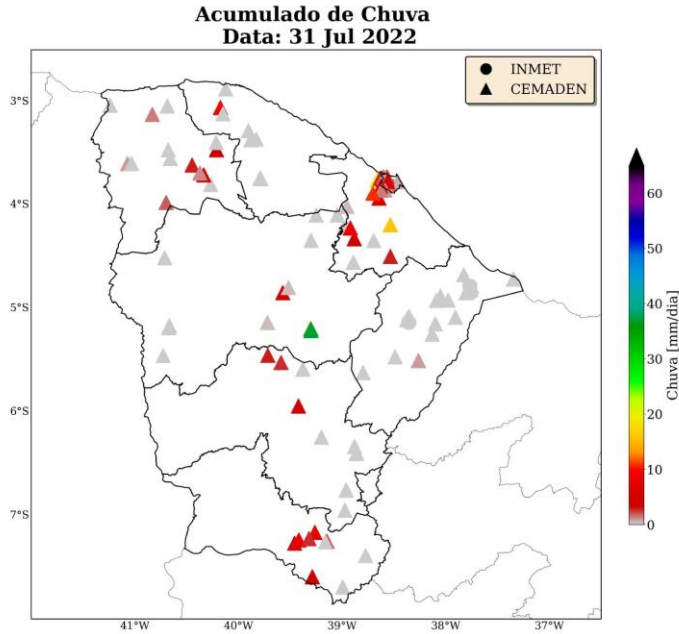 Acumulado de Chuva
Data: 31 Jul 2022
INMET
CEMADEN
3°S
4°S
5°S
6°S
7°S
41°W
40°W
39°W
38°W
37°W
60
50
40
30
20
10
0
Chuva [mm/dia]